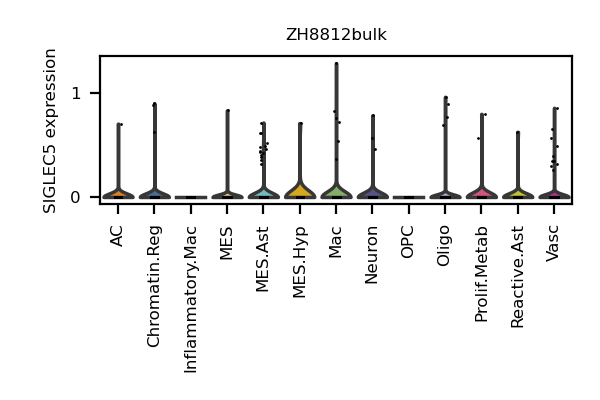 ZH8812bulk
SIGLEC5 expression
1
0
AC
Chromatin.Reg
Inflammatory.Mac
MES
MES.Ast
MES.Hyp
Mac
Neuron
OPC
Oligo
Prolif.Metab
Reactive.Ast
Vasc